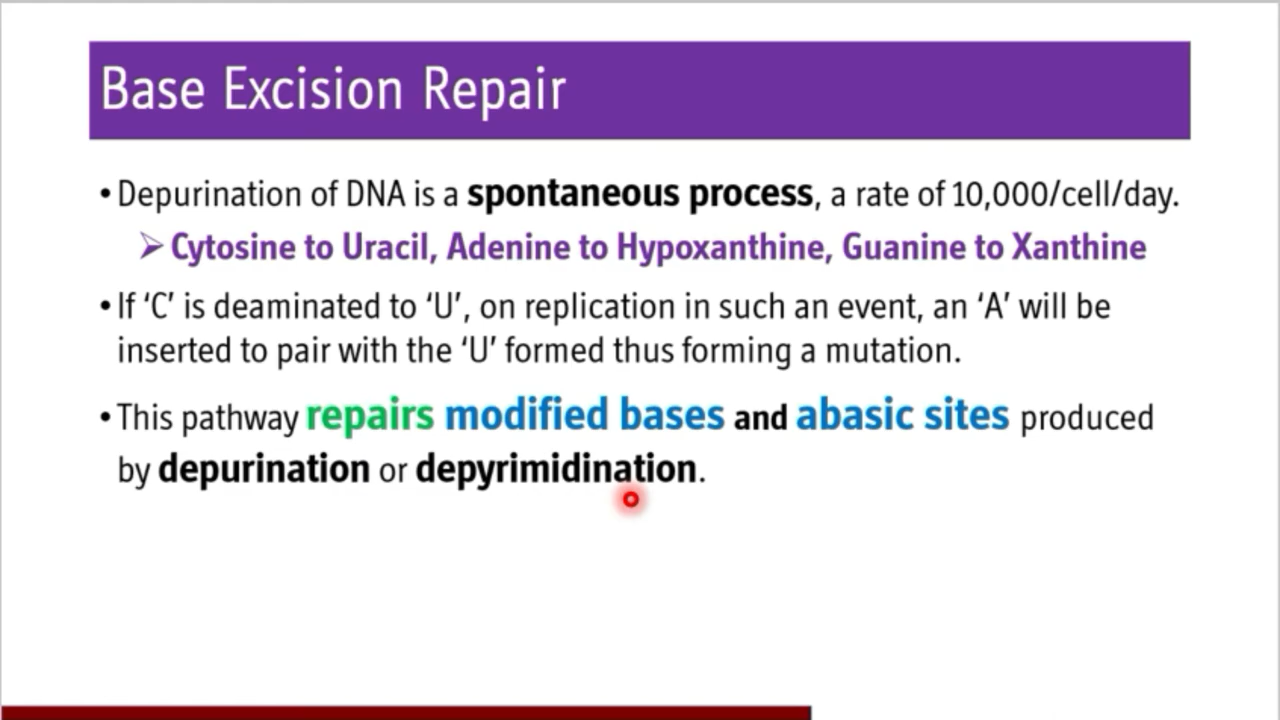 Base Excision Repair
• Depurination of DNA is a spontaneous process, a rate of 10,000/cell/day.
➢ Cytosine to Uracil, Adenine to Hypoxanthine, Guanine to Xanthine
• If ‘C’ is deaminated to ‘U’, on replication in such an event, an ‘A’ will be
inserted to pair with the ‘U’ formed thus forming a mutation.
• This pathway repairs modified bases and abasic sites produced
by depurination or depyrimidination.